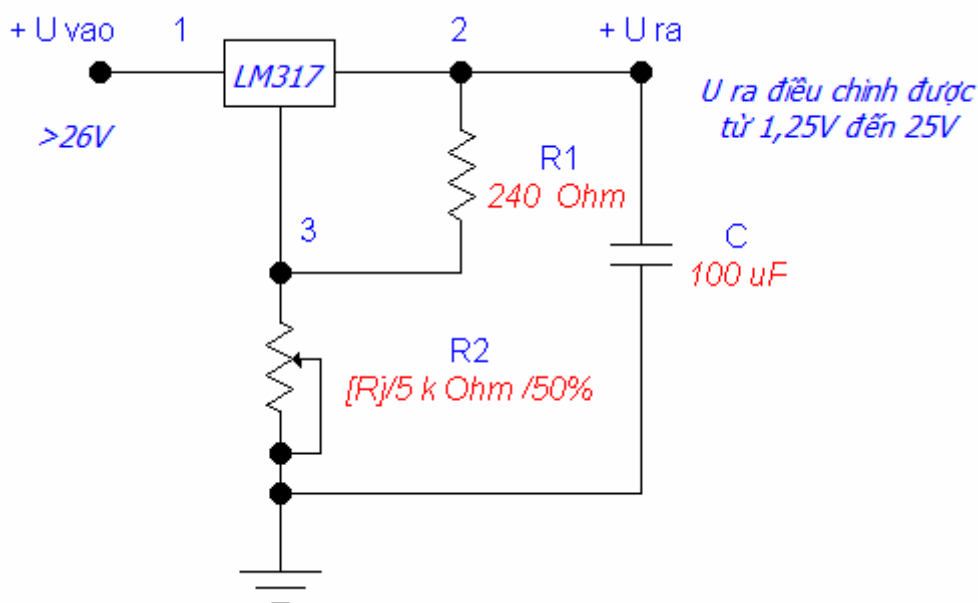 + U vao
1
2
+ U ra
LM317
>26V
U ra điều chỉnh được
từ 1,25V đến 25V
R1
240 Ohm
3
C
100 uF
R2
[R]/5 k Ohm /50%